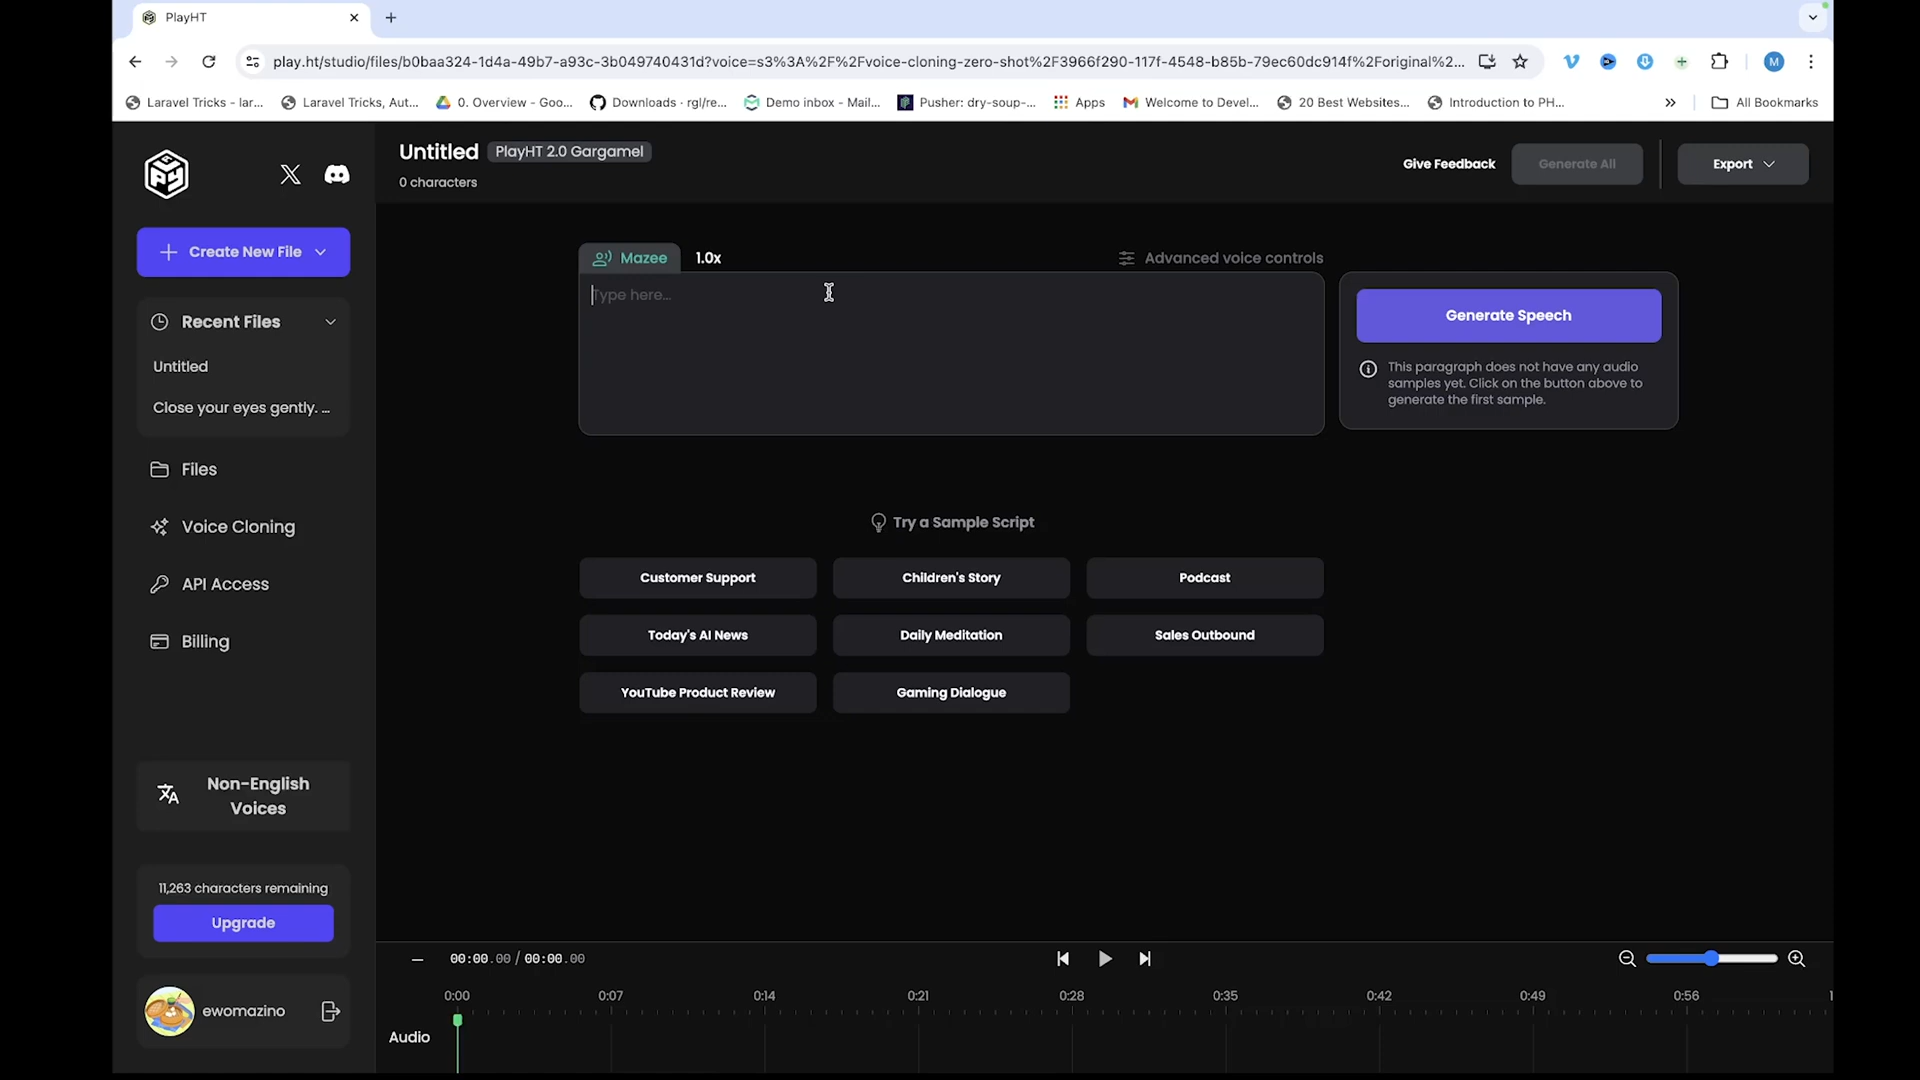 PlayHT
play.ht/studio/files/b0baa324-1d4a-49b7-a93c-3b049740431d?voice=s3%3A%2F%2Fvoice-cloning-zero-shot%2F3966f290-117f-4548-b85b-79ec60dc914f%2Foriginal%2...
Laravel Tricks - lar...
Laravel Tricks, Aut...
0. Overview - Goo...
Downloads · rgl/re...
Demo inbox - Mail...
Pusher: dry-soup-...
Apps
Welcome to Devel...
20 Best Websites...
Introduction to PH...
All Bookmarks
Untitled
PlayHT 2.0 Gargamel
0 characters
Give Feedback
Generate All
Export
Create New File
Recent Files
Untitled
Close your eyes gently. ...
Files
Voice Cloning
API Access
Billing
Non-English
Voices
11,263 characters remaining
Upgrade
ewomazino
Mazee
1.0x
Advanced voice controls
Type here...
Generate Speech
This paragraph does not have any audio
samples yet. Click on the button above to
generate the first sample.
Try a Sample Script
Customer Support
Children's Story
Podcast
Today's AI News
Daily Meditation
Sales Outbound
YouTube Product Review
Gaming Dialogue
00:00.00 / 00:00.00
0:00
0:07
0:14
0:21
0:28
0:35
0:42
0:49
0:56
Audio